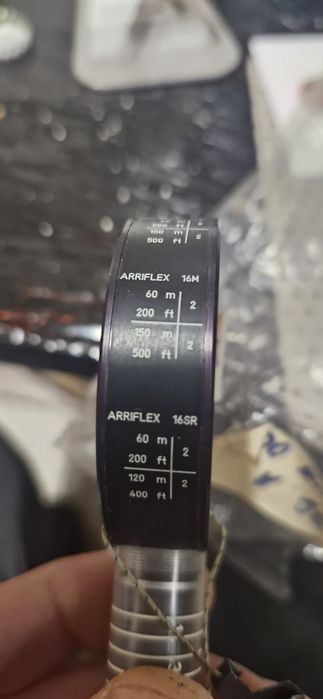 150 m 2
500 ft
ARRIFLEX 16M
60 m 2
200 ft
150 m 2
500 ft
ARRIFLEX 16SR
60 m 2
200 ft
120 m 2
400 ft